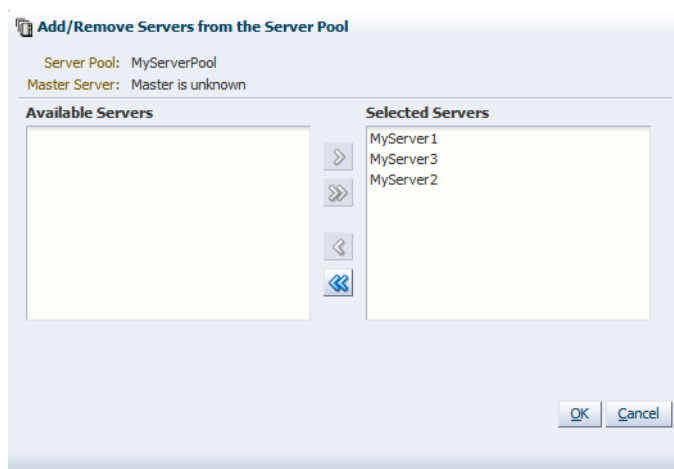 Add/Remove Servers from the Server Pool
Server Pool: MyServerPool
Master Server: Master is unknown
Available Servers
Selected Servers
MyServer1
MyServer3
MyServer2
OK
Cancel